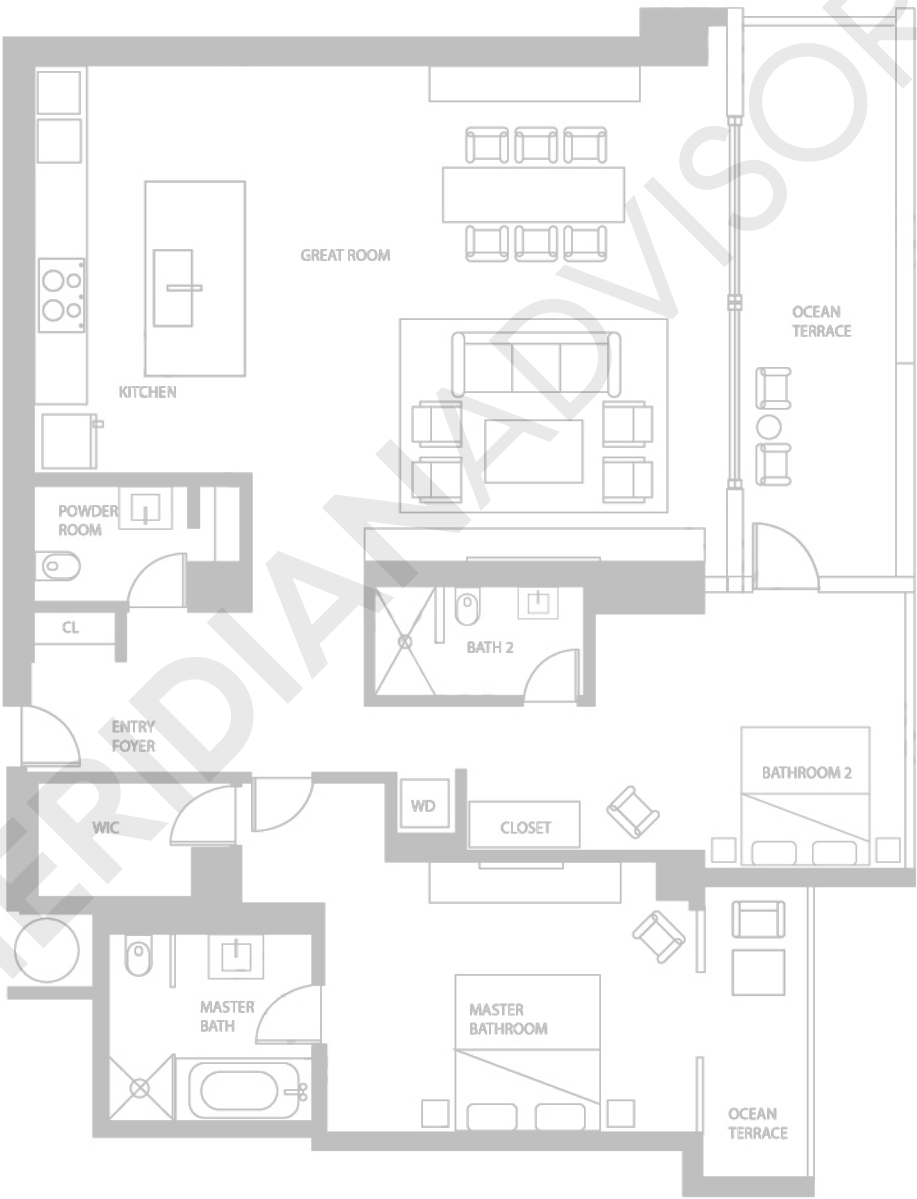 GREAT ROOM
OCEAN
TERRACE
KITCHEN
POWDER
ROOM
CL
BATH 2
ENTRY
FOYER
BATHROOM 2
WD
WIC
CLOSET
MASTER
BATH
MASTER
BATHROOM
OCEAN
TERRACE